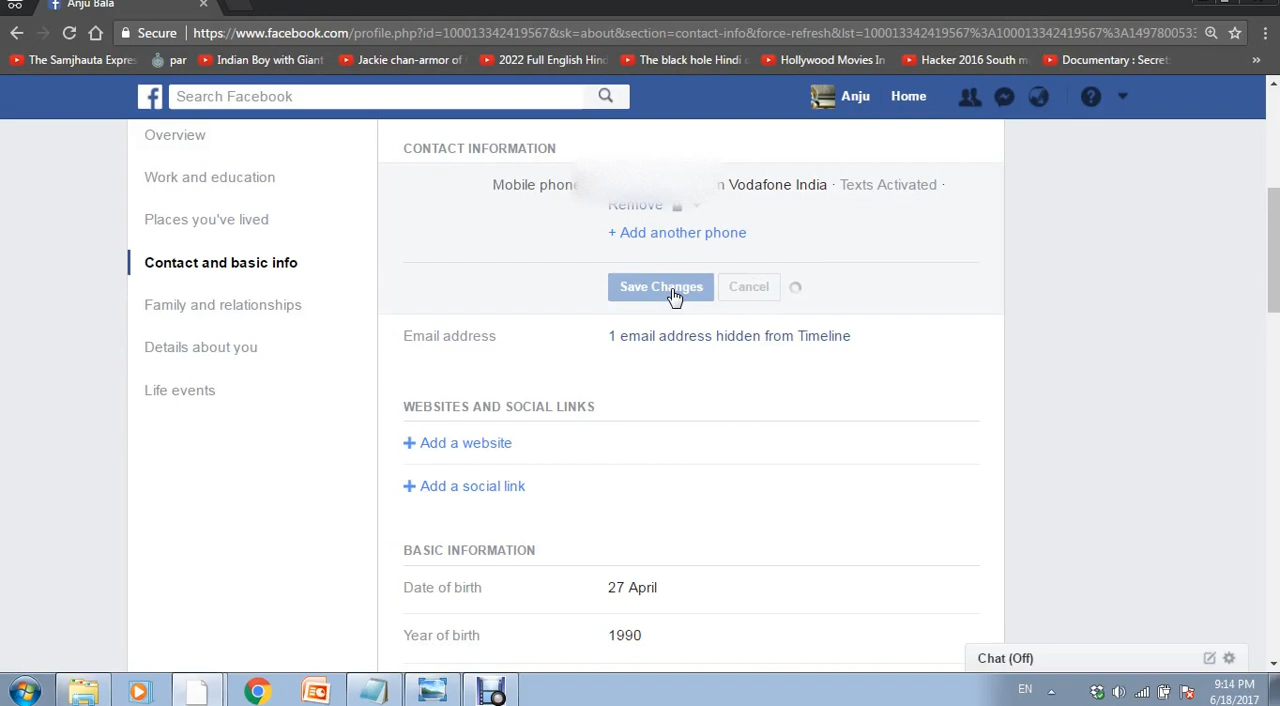 Anju Bala
Secure https://www.facebook.com/profile.php?id=100013342419567&sk=about&section=contact-info&force-refresh&lst=100013342419567%3A100013342419567%3A1497800533
The Samjhauta Expres
par
Indian Boy with Giant
Jackie chan-armor of
2022 Full English Hind
The black hole Hindi d
Hollywood Movies In
Hacker 2016 South m
Documentary : Secret
Search Facebook
Anju
Home
Overview
Work and education
Places you've lived
Contact and basic info
Family and relationships
Details about you
Life events
CONTACT INFORMATION
Mobile phone n Vodafone India · Texts Activated ·
Remove
+ Add another phone
Save Changes
Cancel
Email address
1 email address hidden from Timeline
WEBSITES AND SOCIAL LINKS
+ Add a website
+ Add a social link
BASIC INFORMATION
Date of birth
27 April
Year of birth
1990
Chat (Off)
EN
9:14 PM
6/18/2017